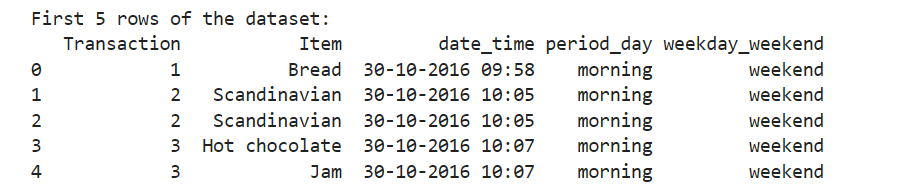 First 5 rows of the dataset:
Transaction Item date_time period_day weekday_weekend
0 1 Bread 30-10-2016 09:58 morning weekend
1 2 Scandinavian 30-10-2016 10:05 morning weekend
2 2 Scandinavian 30-10-2016 10:05 morning weekend
3 3 Hot chocolate 30-10-2016 10:07 morning weekend
4 3 Jam 30-10-2016 10:07 morning weekend